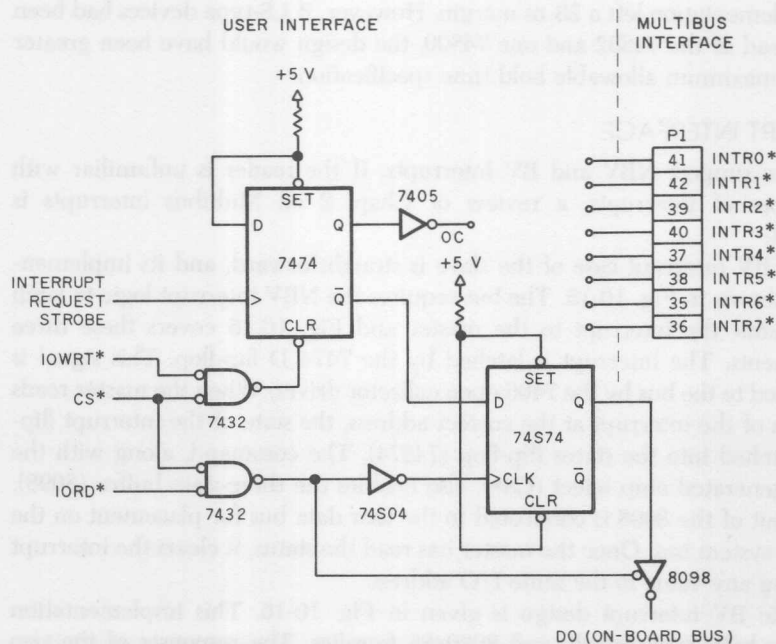 USER INTERFACE
MULTIBUS
INTERFACE
+5 V
P1
41 INTR0*
42 INTR1*
39 INTR2*
40 INTR3*
37 INTR4*
38 INTR5*
35 INTR6*
36 INTR7*
SET
D Q
7474
> Q̅
CLR
7405
OC
+5 V
INTERRUPT
REQUEST
STROBE
IOWRT*
CS*
7432
IORD*
7432
74S04
SET
D Q
74S74
CLK Q̅
CLR
8098
D0 (ON-BOARD BUS)